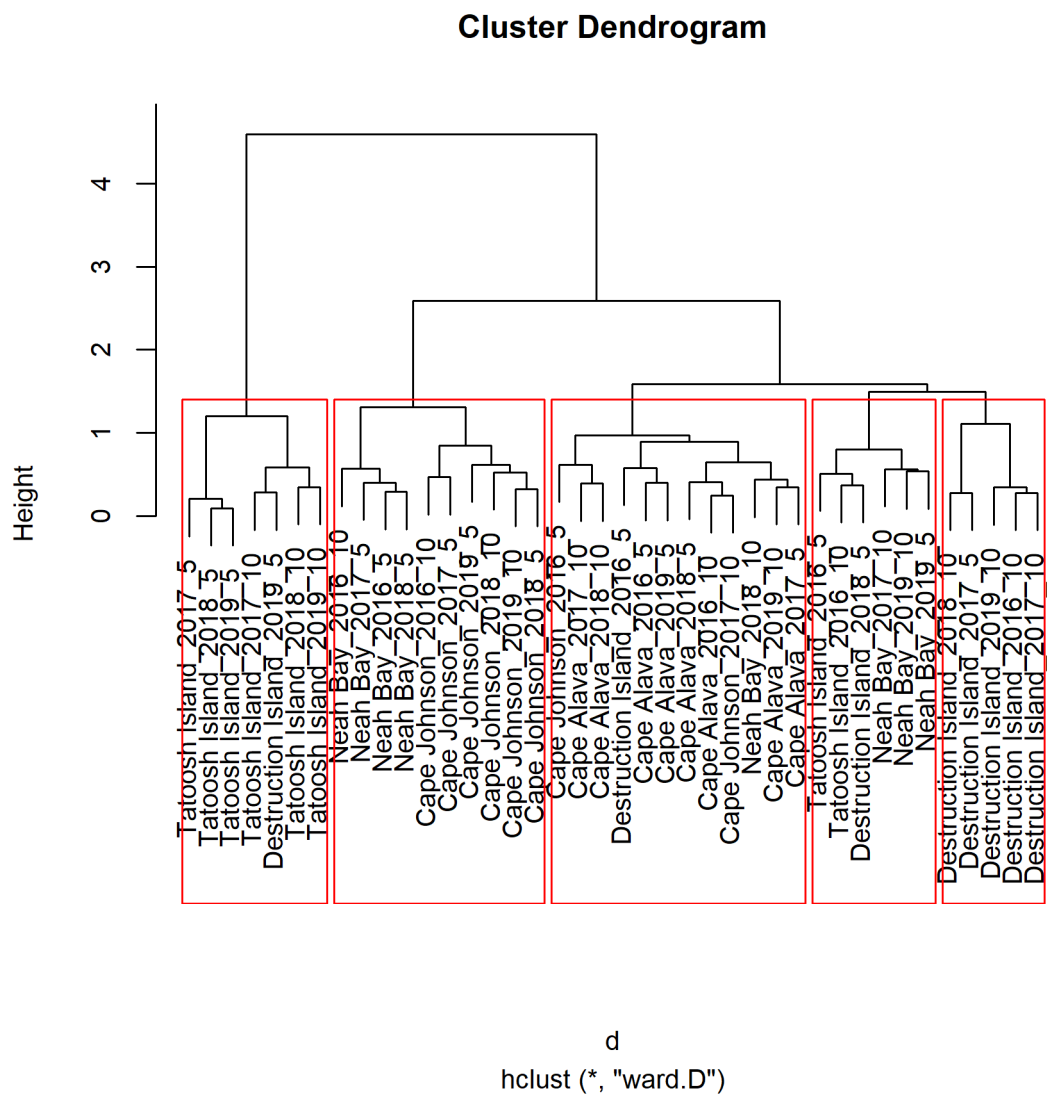 Cluster Dendrogram
Height
4
3
2
1
0
Tatoosh Island_2017_5
Tatoosh Island_2018_5
Tatoosh Island_2019_5
Tatoosh Island_2017_10
Destruction Island_2019_5
Tatoosh Island_2018_10
Tatoosh Island_2019_10
Neah Bay_2016_10
Neah Bay_2017_5
Neah Bay_2016_5
Neah Bay_2018_5
Cape Johnson_2016_10
Cape Johnson_2017_5
Cape Johnson_2019_5
Cape Johnson_2018_10
Cape Johnson_2019_10
Cape Johnson_2018_5
Cape Johnson_2016_5
Cape Alava_2017_10
Cape Alava_2018_10
Destruction Island_2016_5
Cape Alava_2016_5
Cape Alava_2019_5
Cape Alava_2018_5
Cape Alava_2016_10
Cape Johnson_2017_10
Neah Bay_2018_10
Cape Alava_2019_10
Cape Alava_2017_5
Tatoosh Island_2016_5
Tatoosh Island_2016_10
Destruction Island_2018_5
Neah Bay_2017_10
Neah Bay_2019_10
Neah Bay_2019_5
Destruction Island_2018_10
Destruction Island_2017_5
Destruction Island_2019_10
Destruction Island_2016_10
Destruction Island_2017_10
d
hclust (*, "ward.D")